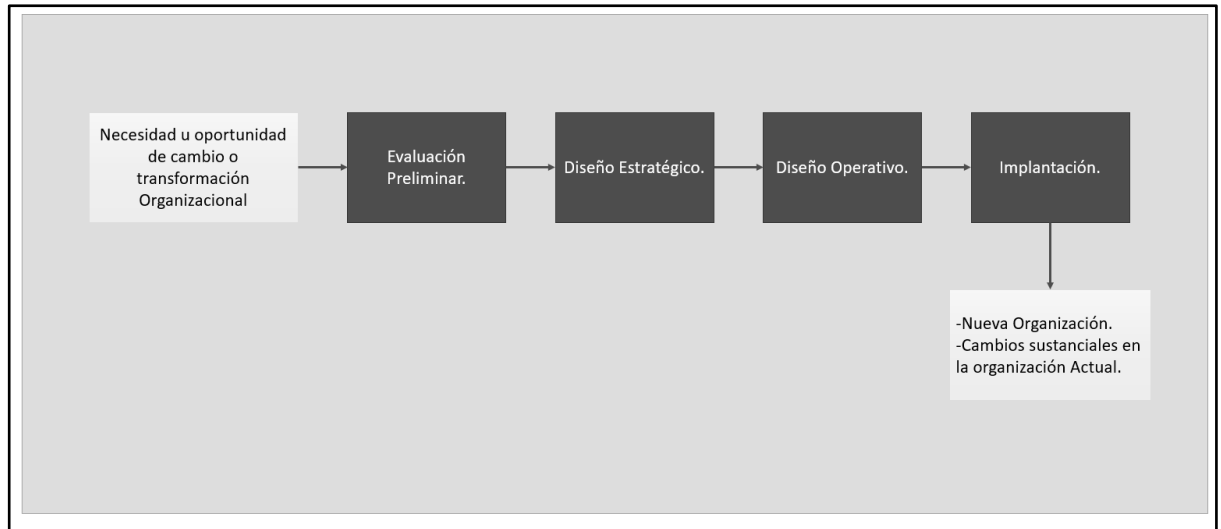 Necesidad u oportunidad
de cambio o
transformación
Organizacional
Evaluación
Preliminar.
Diseño Estratégico.
Diseño Operativo.
Implantación.
-Nueva Organización.
-Cambios sustanciales en
la organización Actual.